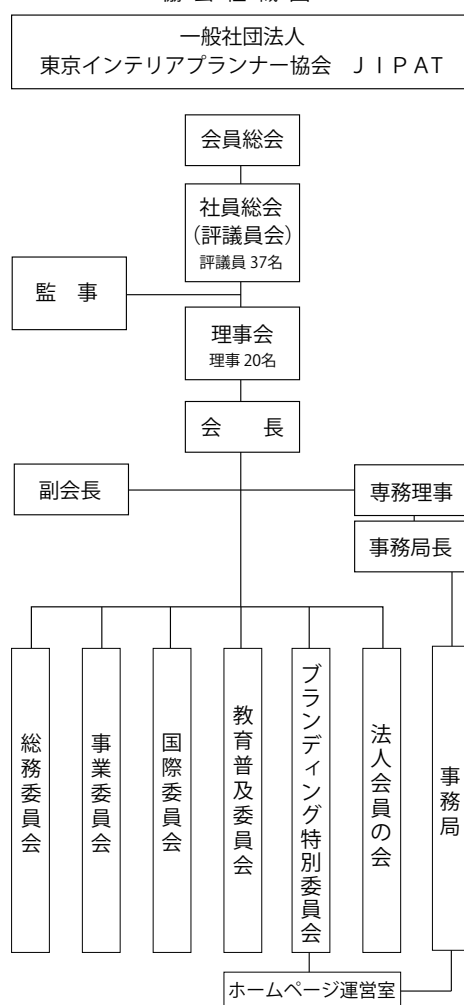 協会組織図
一般社団法人
東京インテリアプランナー協会　ＪＩＰＡＴ
会員総会
社員総会
（評議員会）
評議員 37名
監　事
理事会
理事 20名
会　　長
副会長
専務理事
事務局長
総務委員会
事業委員会
国際委員会
教育普及委員会
ブランディング特別委員会
法人会員の会
事務局
ホームページ運営室